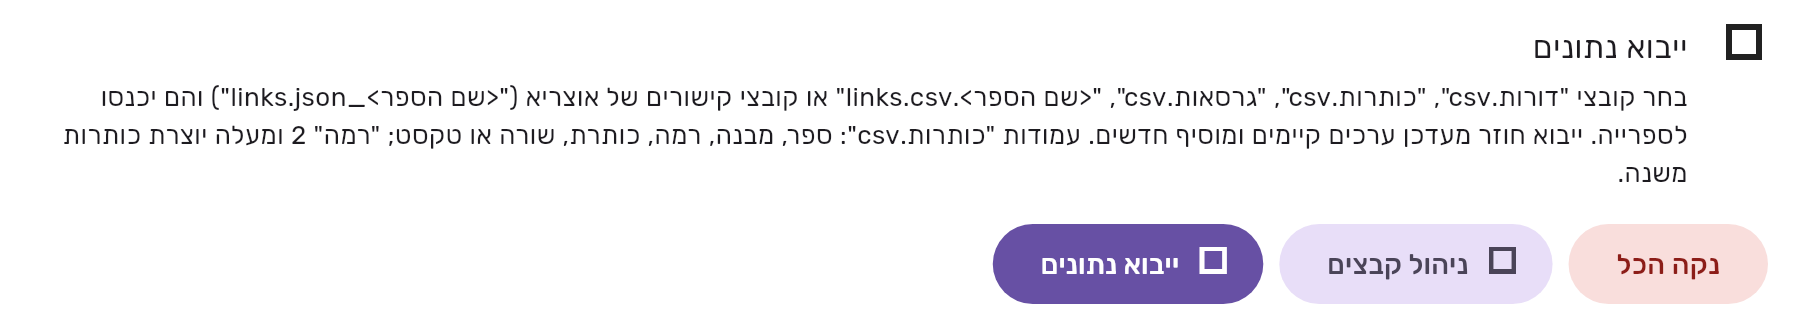 ייבוא נתונים
בחר קובצי "דורות.csv", "כותרות.csv", "גרסאות.csv", "<שם הספר>.links.csv" או קובצי קישורים של אוצריא ("<שם הספר>_links.json") והם יכנסו
לספרייה. ייבוא חוזר מעדכן ערכים קיימים ומוסיף חדשים. עמודות "כותרות.csv": ספר, מבנה, רמה, כותרת, שורה או טקסט; "רמה" 2 ומעלה יוצרת כותרות
משנה.
נקה הכל
ניהול קבצים
ייבוא נתונים